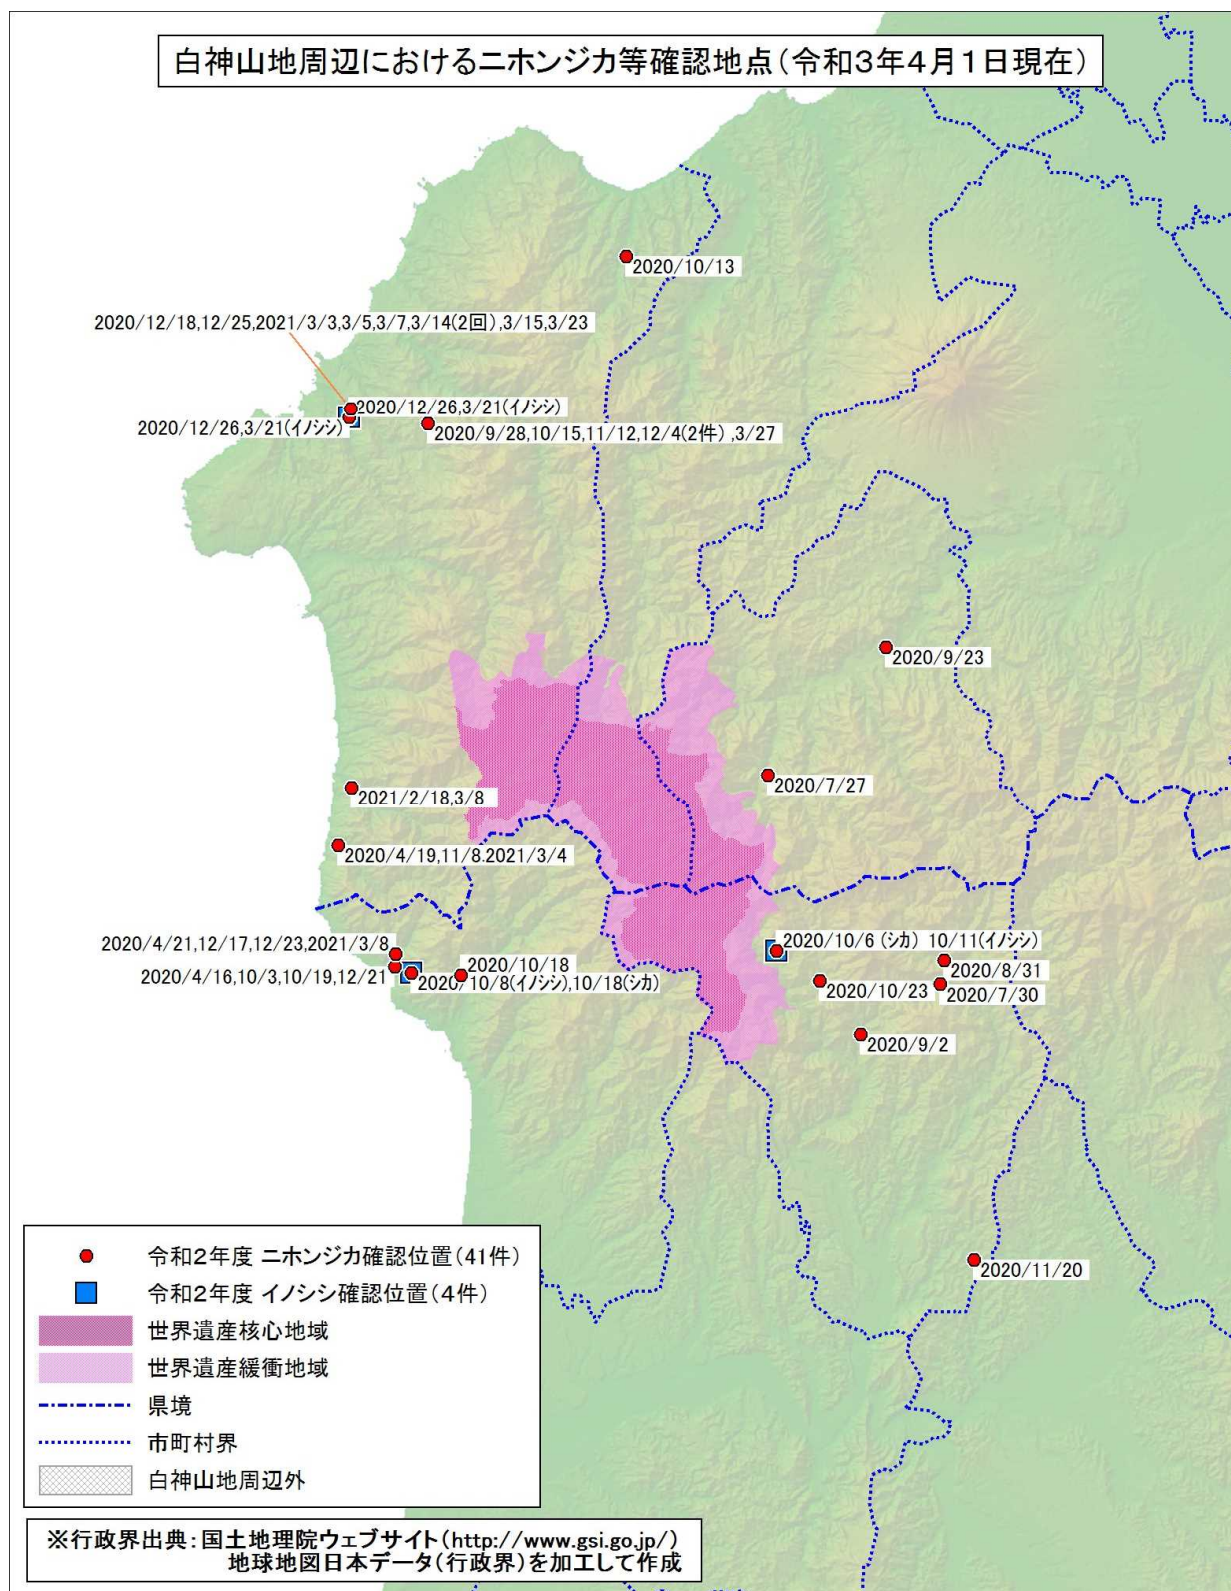 白神山地周辺におけるニホンジカ等確認地点(令和3年4月1日現在)
2020/10/13
2020/12/18,12/25,2021/3/3,3/5,3/7,3/14(2回),3/15,3/23
2020/12/26,3/21(イノシシ)
2020/12/26,3/21(イノシシ)
2020/9/28,10/15,11/12,12/4(2件),3/27
2020/9/23
2020/7/27
2021/2/18,3/8
2020/4/19,11/8.2021/3/4
2020/4/21,12/17,12/23,2021/3/8
2020/10/6 (シカ) 10/11(イノシシ)
2020/10/18
2020/8/31
2020/4/16,10/3,10/19,12/21
2020/10/8(イノシシ),10/18(シカ)
2020/10/23
2020/7/30
2020/9/2
2020/11/20
令和2年度 ニホンジカ確認位置(41件)
令和2年度 イノシシ確認位置(4件)
世界遺産核心地域
世界遺産緩衝地域
県境
市町村界
白神山地周辺外
※行政界出典:国土地理院ウェブサイト(http://www.gsi.go.jp/)
地球地図日本データ(行政界)を加工して作成